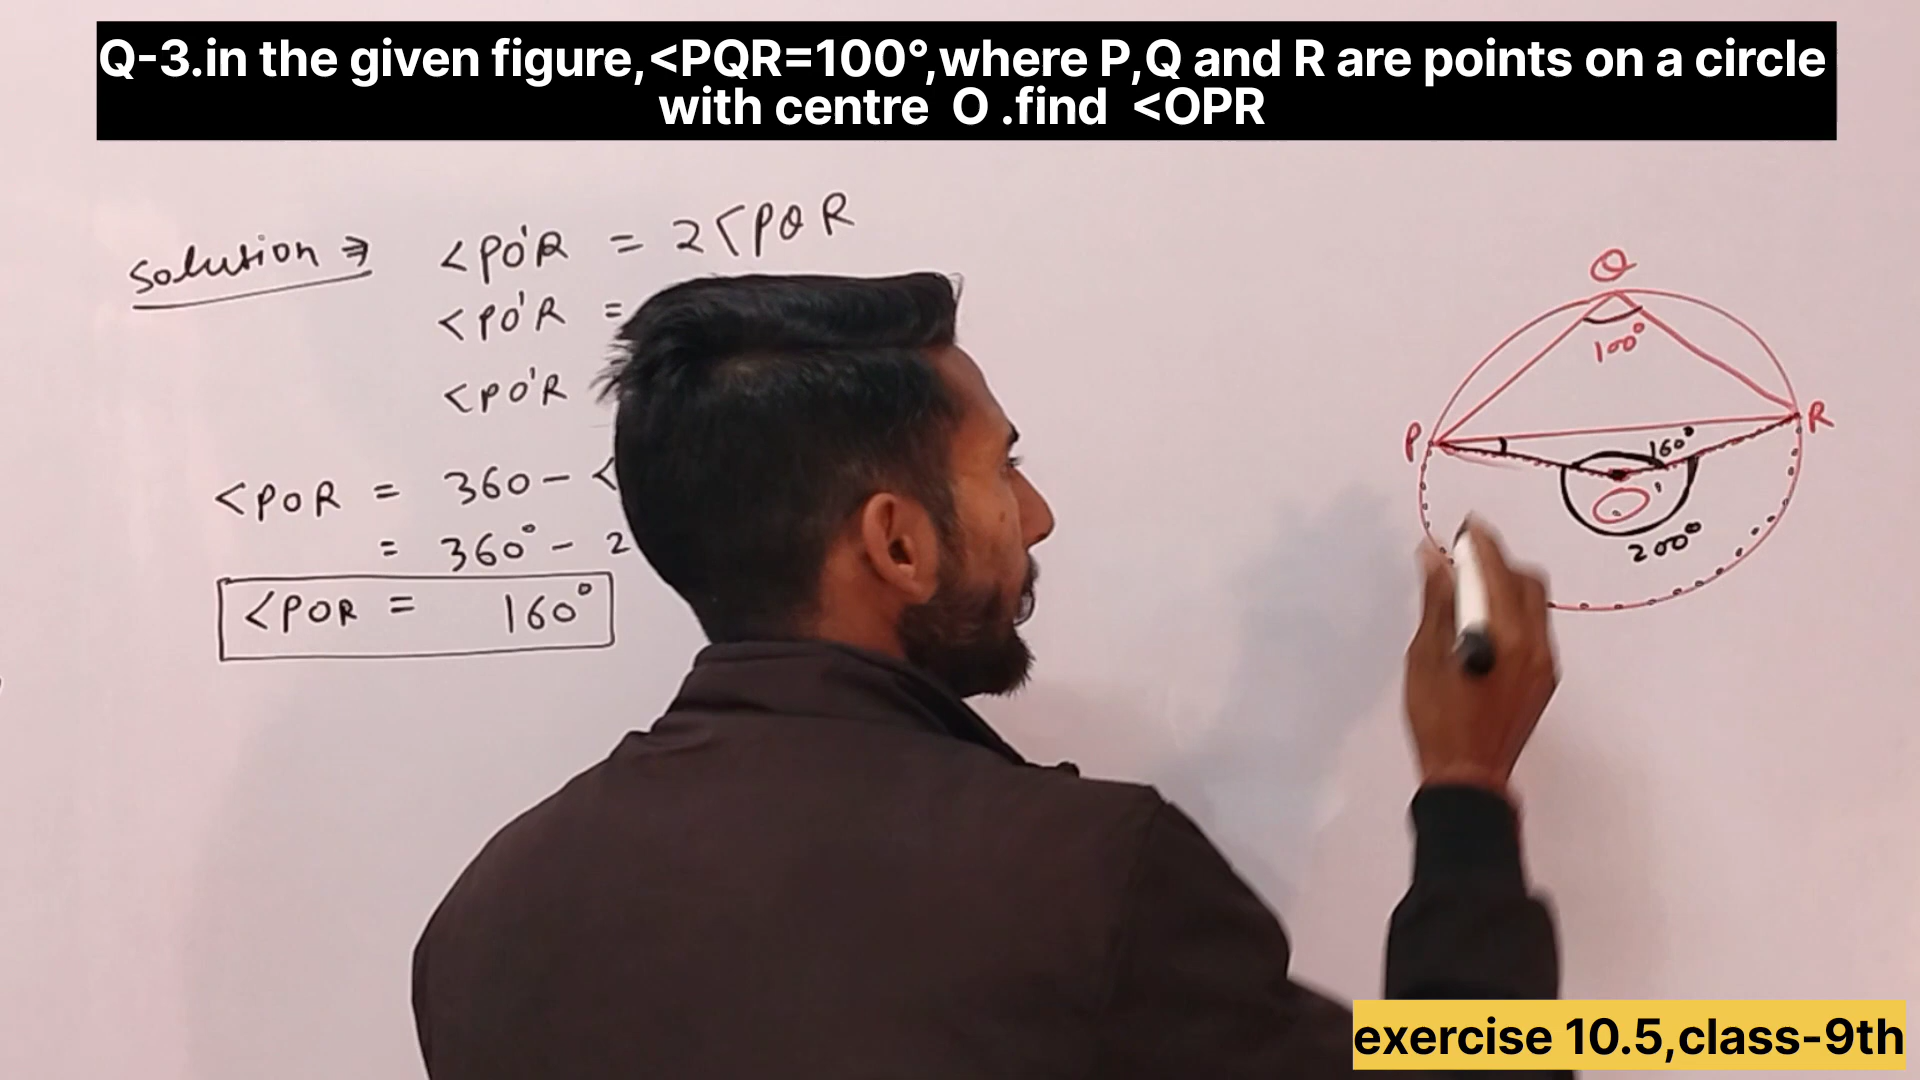 Q-3.in the given figure,<PQR=100°,where P,Q and R are points on a circle
with centre O .find <OPR
Solution ⇒ <PO'R = 2<PQR
<PO'R =
<PO'R
<POR = 360 - <
= 360° - 2
<POR = 160°
Q
100°
P
R
160°
O '
200°
exercise 10.5,class-9th